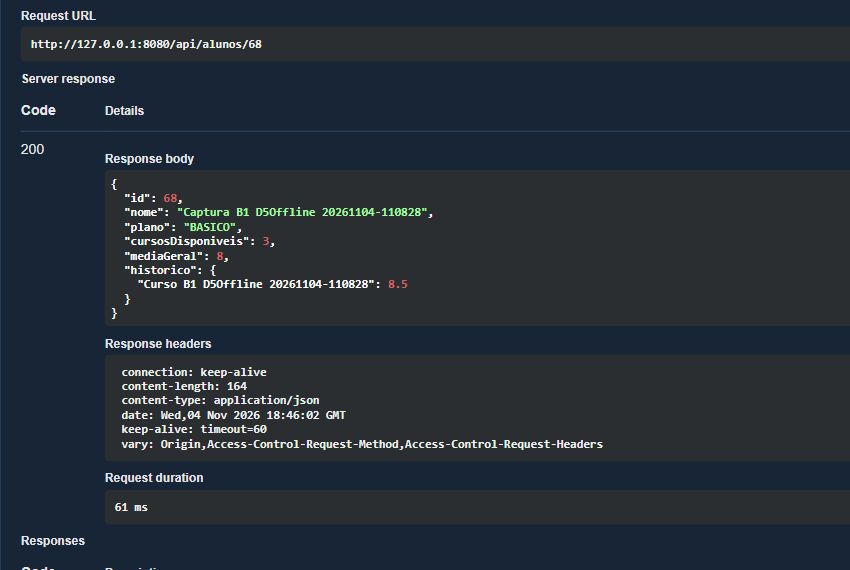 Request URL
http://127.0.0.1:8080/api/alunos/68
Server response
Code Details
200
Response body
{
  "id": 68,
  "nome": "Captura B1 D5Offline 20261104-110828",
  "plano": "BASICO",
  "cursosDisponiveis": 3,
  "mediaGeral": 8,
  "historico": {
    "Curso B1 D5Offline 20261104-110828": 8.5
  }
}
Response headers
connection: keep-alive
content-length: 164
content-type: application/json
date: Wed,04 Nov 2026 18:46:02 GMT
keep-alive: timeout=60
vary: Origin,Access-Control-Request-Method,Access-Control-Request-Headers
Request duration
61 ms
Responses
Code